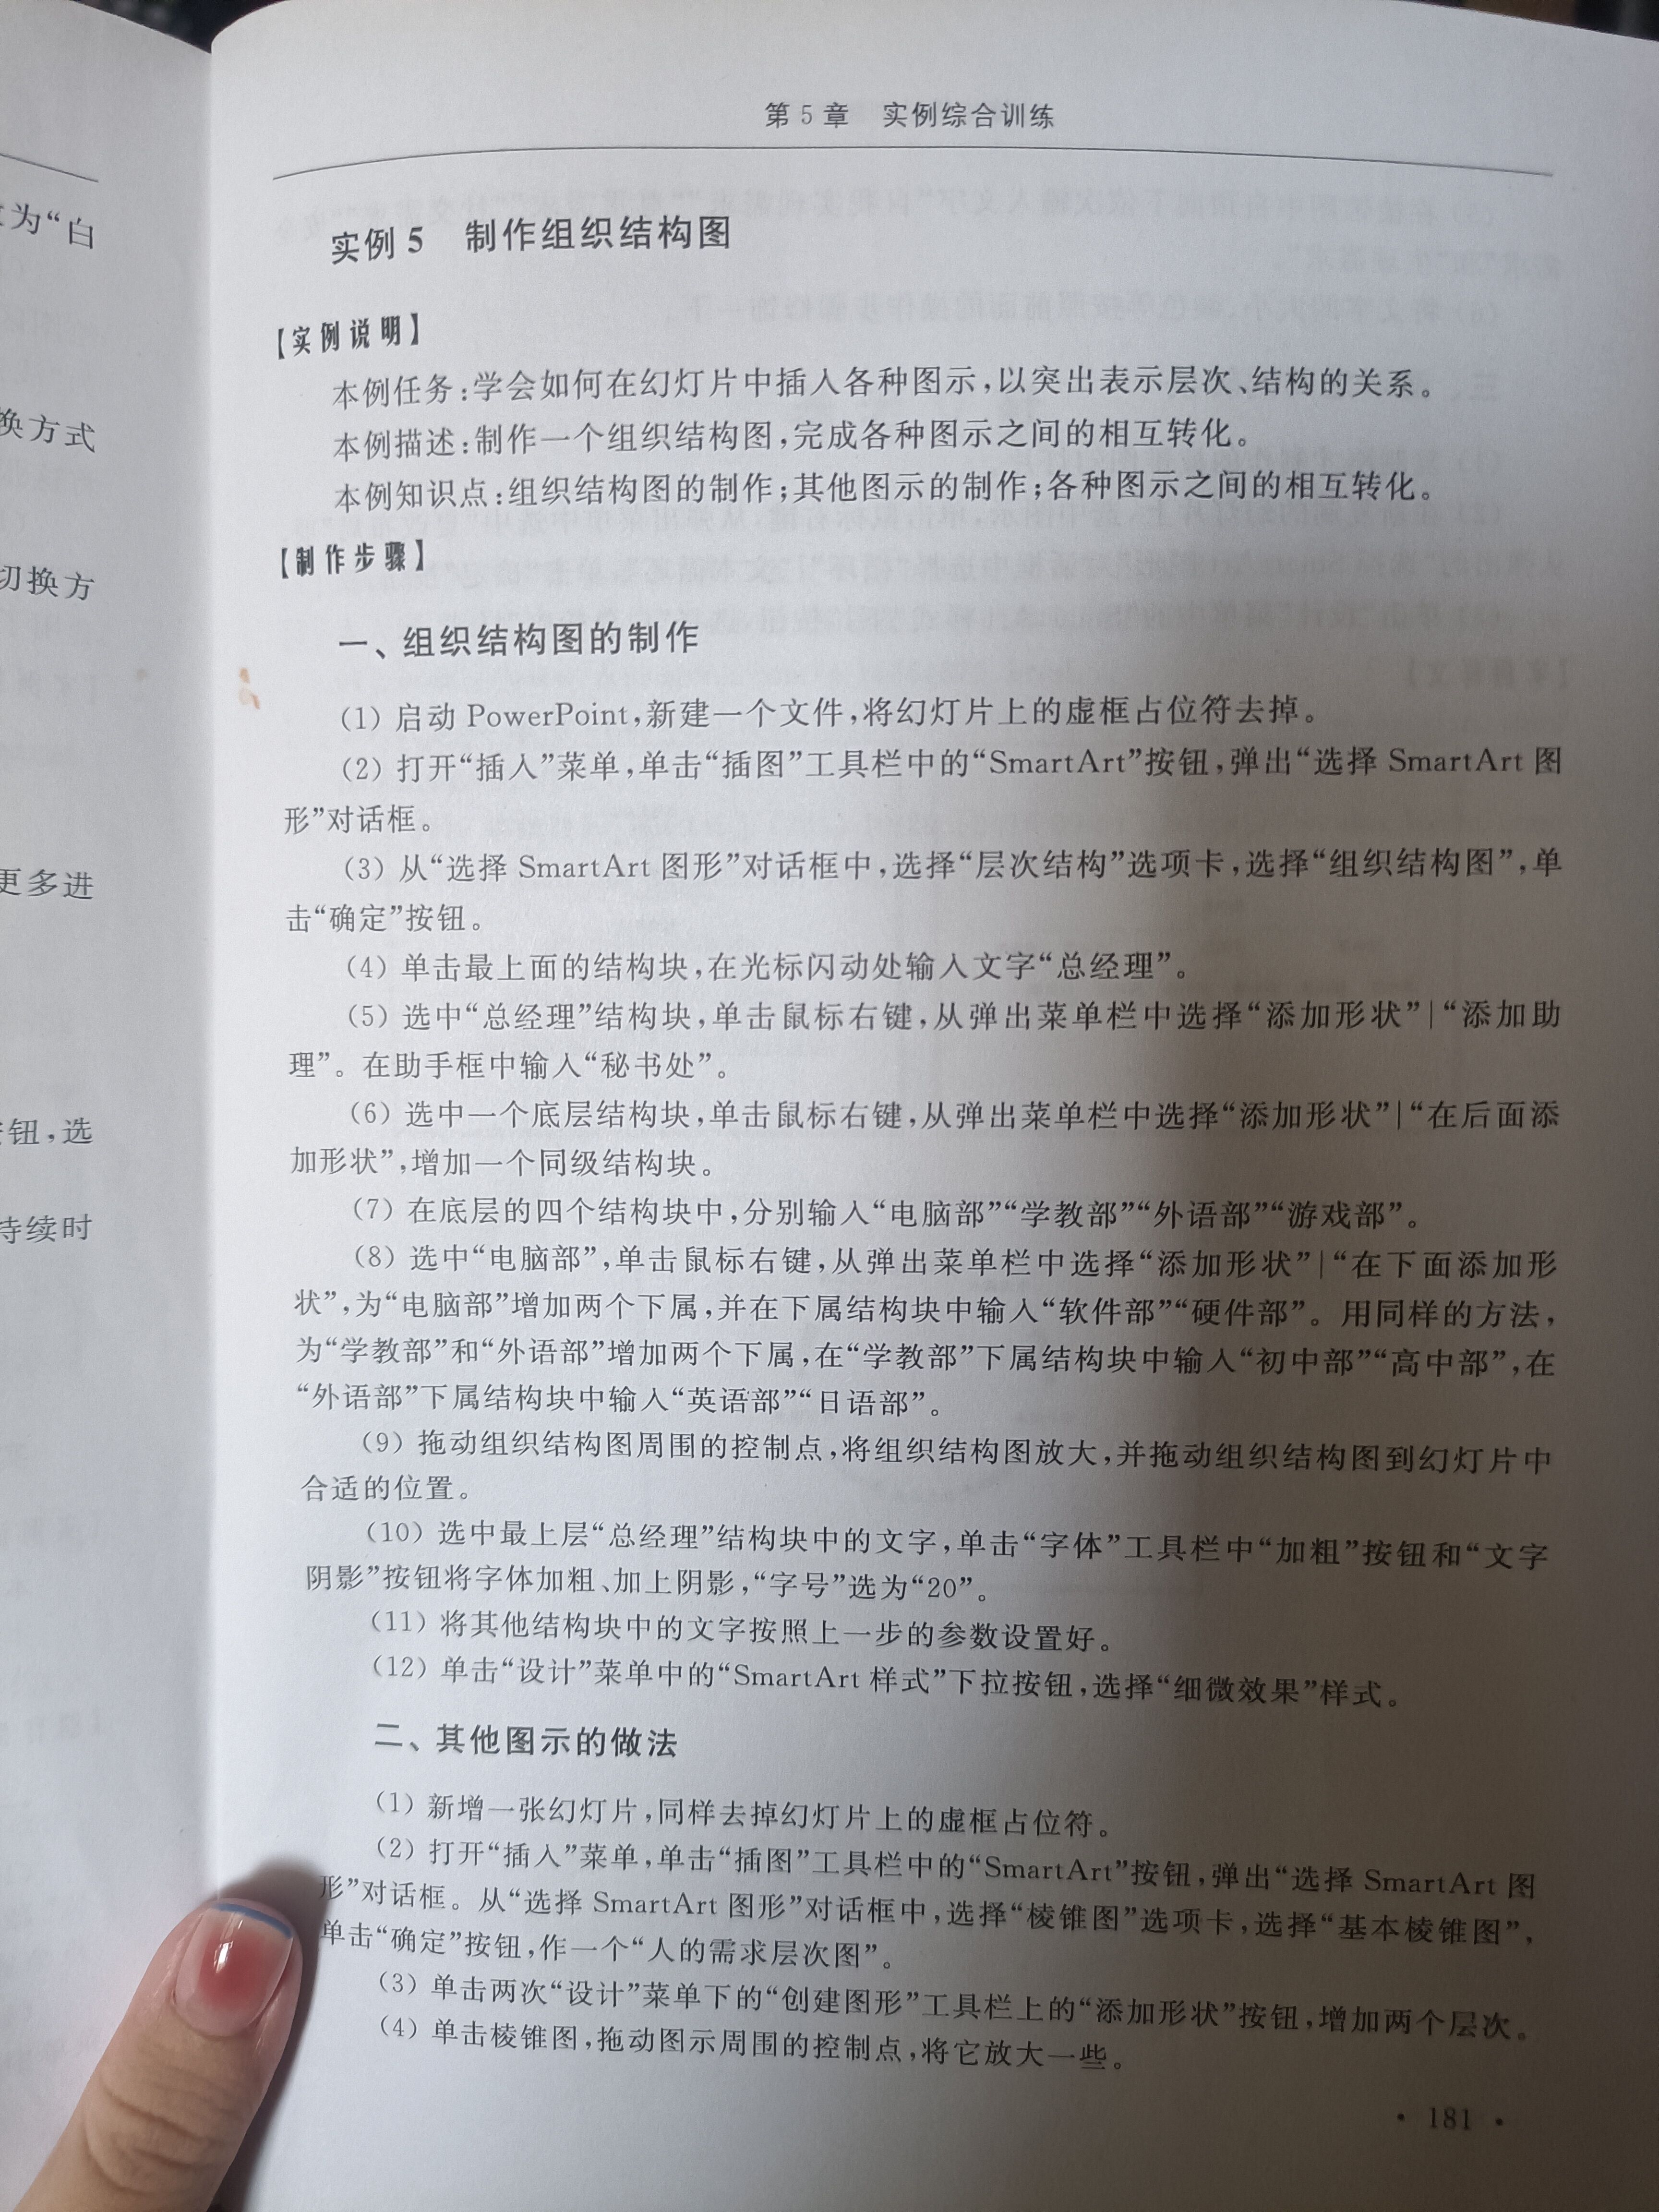 第5章 实例综合训练
实例5 制作组织结构图
【实例说明】
本例任务:学会如何在幻灯片中插入各种图示,以突出表示层次、结构的关系。
本例描述:制作一个组织结构图,完成各种图示之间的相互转化。
本例知识点:组织结构图的制作;其他图示的制作;各种图示之间的相互转化。
【制作步骤】
一、组织结构图的制作
(1) 启动 PowerPoint,新建一个文件,将幻灯片上的虚框占位符去掉。
(2) 打开“插入”菜单,单击“插图”工具栏中的“SmartArt”按钮,弹出“选择 SmartArt 图
形”对话框。
(3) 从“选择 SmartArt 图形”对话框中,选择“层次结构”选项卡,选择“组织结构图”,单
击“确定”按钮。
(4) 单击最上面的结构块,在光标闪动处输入文字“总经理”。
(5) 选中“总经理”结构块,单击鼠标右键,从弹出菜单栏中选择“添加形状”|“添加助
理”。在助手框中输入“秘书处”。
(6) 选中一个底层结构块,单击鼠标右键,从弹出菜单栏中选择“添加形状”|“在后面添
加形状”,增加一个同级结构块。
(7) 在底层的四个结构块中,分别输入“电脑部”“学教部”“外语部”“游戏部”。
(8) 选中“电脑部”,单击鼠标右键,从弹出菜单栏中选择“添加形状”|“在下面添加形
状”,为“电脑部”增加两个下属,并在下属结构块中输入“软件部”“硬件部”。用同样的方法,
为“学教部”和“外语部”增加两个下属,在“学教部”下属结构块中输入“初中部”“高中部”,在
“外语部”下属结构块中输入“英语部”“日语部”。
(9) 拖动组织结构图周围的控制点,将组织结构图放大,并拖动组织结构图到幻灯片中
合适的位置。
(10) 选中最上层“总经理”结构块中的文字,单击“字体”工具栏中“加粗”按钮和“文字
阴影”按钮将字体加粗、加上阴影,“字号”选为“20”。
(11) 将其他结构块中的文字按照上一步的参数设置好。
(12) 单击“设计”菜单中的“SmartArt 样式”下拉按钮,选择“细微效果”样式。
二、其他图示的做法
(1) 新增一张幻灯片,同样去掉幻灯片上的虚框占位符。
(2) 打开“插入”菜单,单击“插图”工具栏中的“SmartArt”按钮,弹出“选择 SmartArt 图
形”对话框。从“选择 SmartArt 图形”对话框中,选择“棱锥图”选项卡,选择“基本棱锥图”,
单击“确定”按钮,作一个“人的需求层次图”。
(3) 单击两次“设计”菜单下的“创建图形”工具栏上的“添加形状”按钮,增加两个层次。
(4) 单击棱锥图,拖动图示周围的控制点,将它放大一些。
• 181 •
为“白
换方式
切换方
更多进
钮,选
持续时